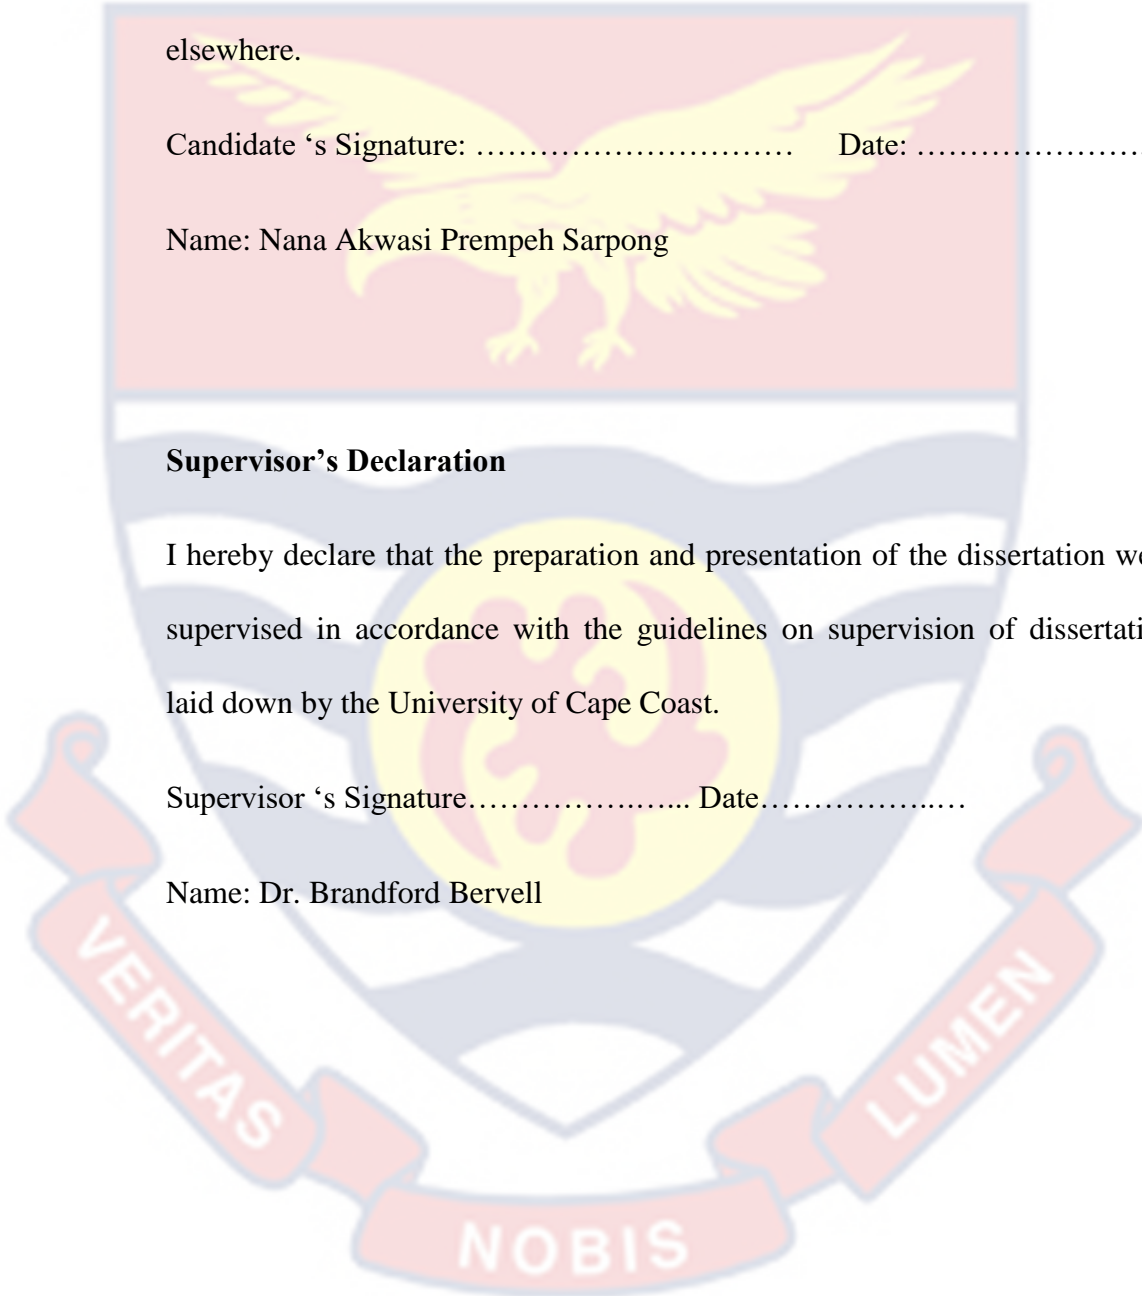 elsewhere.
Candidate ‘s Signature: ………………………… Date: …………………
Name: Nana Akwasi Prempeh Sarpong
Supervisor’s Declaration
I hereby declare that the preparation and presentation of the dissertation
supervised in accordance with the guidelines on supervision of
laid down by the University of Cape Coast.
Supervisor ‘s Signature…………….…... Date……………..…
Name: Dr. Brandford Bervell
VERITAS
NOBIS
LUMEN